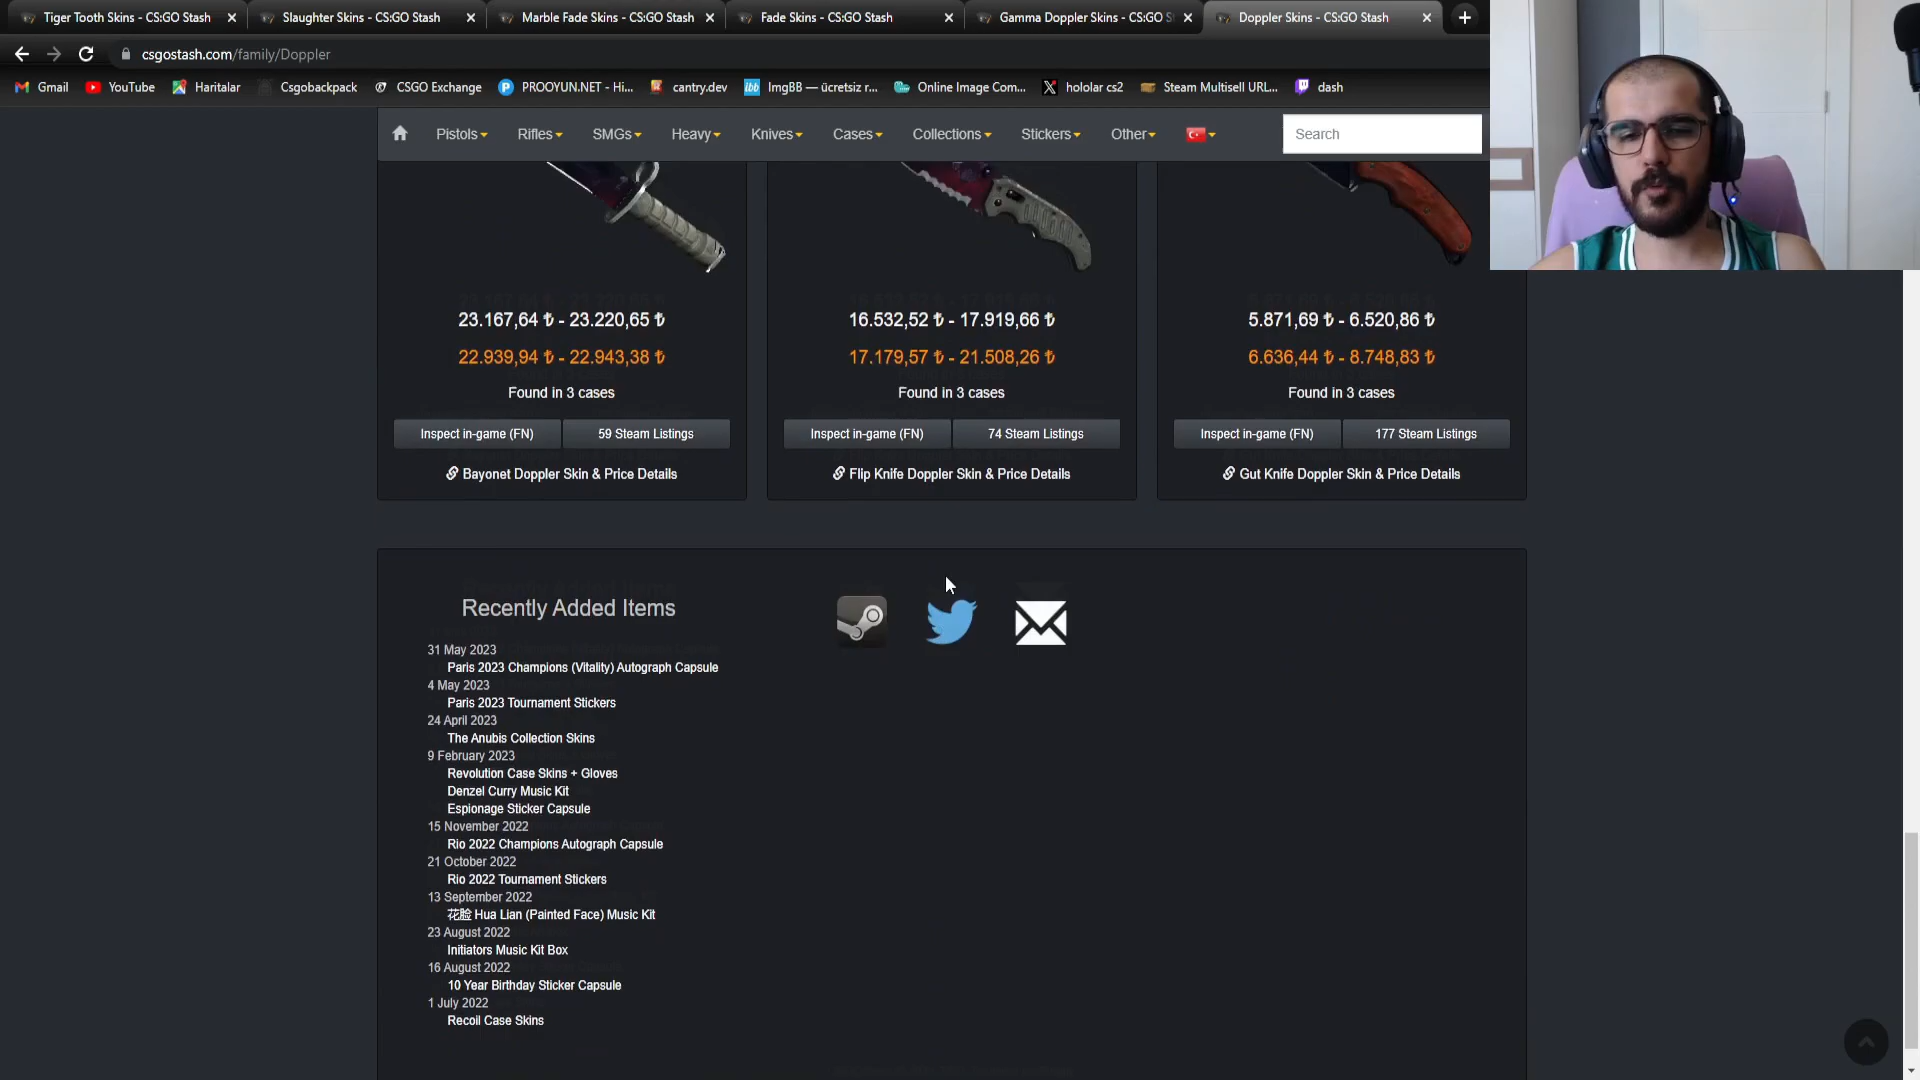 Tiger Tooth Skins - CS:GO Stash
Slaughter Skins - CS:GO Stash
Marble Fade Skins - CS:GO Stash
Fade Skins - CS:GO Stash
Gamma Doppler Skins - CS:GO S
Doppler Skins - CS:GO Stash
csgostash.com/family/Doppler
Gmail
YouTube
Haritalar
Csgobackpack
CSGO Exchange
PROOYUN.NET - Hi...
cantry.dev
ImgBB — ücretsiz r...
Online Image Com...
hololar cs2
Steam Multisell URL...
dash
Pistols
Rifles
SMGs
Heavy
Knives
Cases
Collections
Stickers
Other
Search
23.167,64 ₺ - 23.220,65 ₺
22.939,94 ₺ - 22.943,38 ₺
Found in 3 cases
Inspect in-game (FN)
59 Steam Listings
Bayonet Doppler Skin & Price Details
16.532,52 ₺ - 17.919,66 ₺
17.179,57 ₺ - 21.508,26 ₺
Found in 3 cases
Inspect in-game (FN)
74 Steam Listings
Flip Knife Doppler Skin & Price Details
5.871,69 ₺ - 6.520,86 ₺
6.636,44 ₺ - 8.748,83 ₺
Found in 3 cases
Inspect in-game (FN)
177 Steam Listings
Gut Knife Doppler Skin & Price Details
Recently Added Items
31 May 2023
Paris 2023 Champions (Vitality) Autograph Capsule
4 May 2023
Paris 2023 Tournament Stickers
24 April 2023
The Anubis Collection Skins
9 February 2023
Revolution Case Skins + Gloves
Denzel Curry Music Kit
Espionage Sticker Capsule
15 November 2022
Rio 2022 Champions Autograph Capsule
21 October 2022
Rio 2022 Tournament Stickers
13 September 2022
花脸 Hua Lian (Painted Face) Music Kit
23 August 2022
Initiators Music Kit Box
16 August 2022
10 Year Birthday Sticker Capsule
1 July 2022
Recoil Case Skins